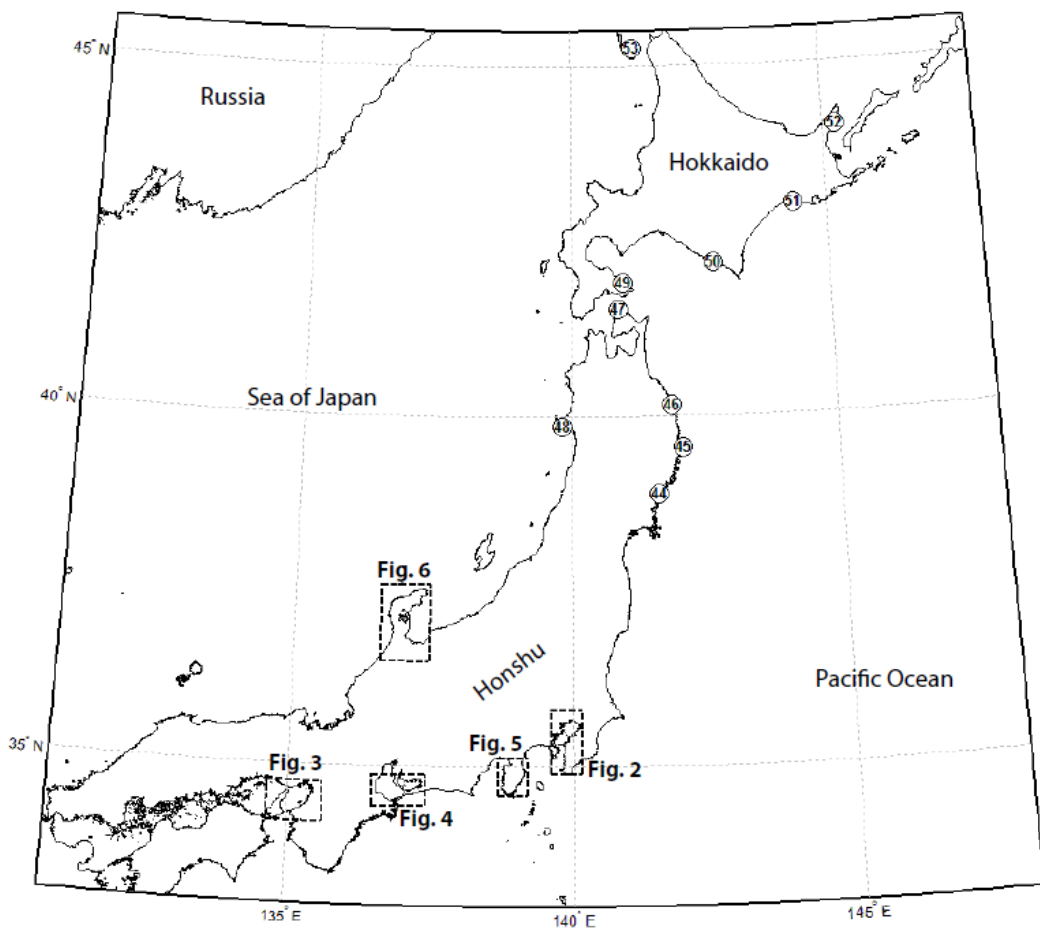 45° N
53
Russia
52
Hokkaido
51
50
49
47
40° N
Sea of Japan
46
48
45
44
Fig. 6
Honshu
Pacific Ocean
35° N
Fig. 3
Fig. 5
Fig. 2
Fig. 4
135° E
140° E
145° E